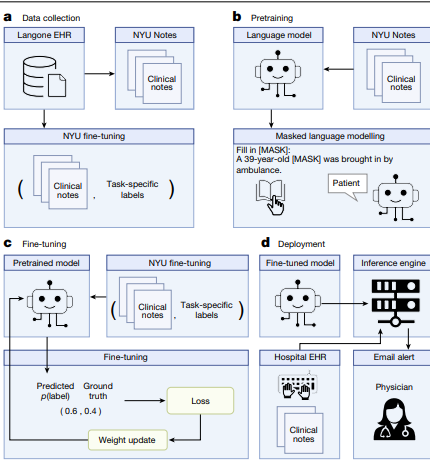 a Data collection
Langone EHR
NYU Notes
Clinical
notes
NYU fine-tuning
(
Clinical
notes
,
Task-specific
labels
)
b Pretraining
Language model
NYU Notes
Clinical
notes
Masked language modelling
Fill in [MASK]:
A 39-year-old [MASK] was brought in by
ambulance.
Patient
c Fine-tuning
Pretrained model
NYU fine-tuning
(
Clinical
notes
,
Task-specific
labels
)
Fine-tuning
Predicted
p(label)
Ground
truth
( 0.6 , 0.4 )
Loss
Weight update
d Deployment
Fine-tuned model
Inference engine
Hospital EHR
Clinical
notes
Email alert
Physician